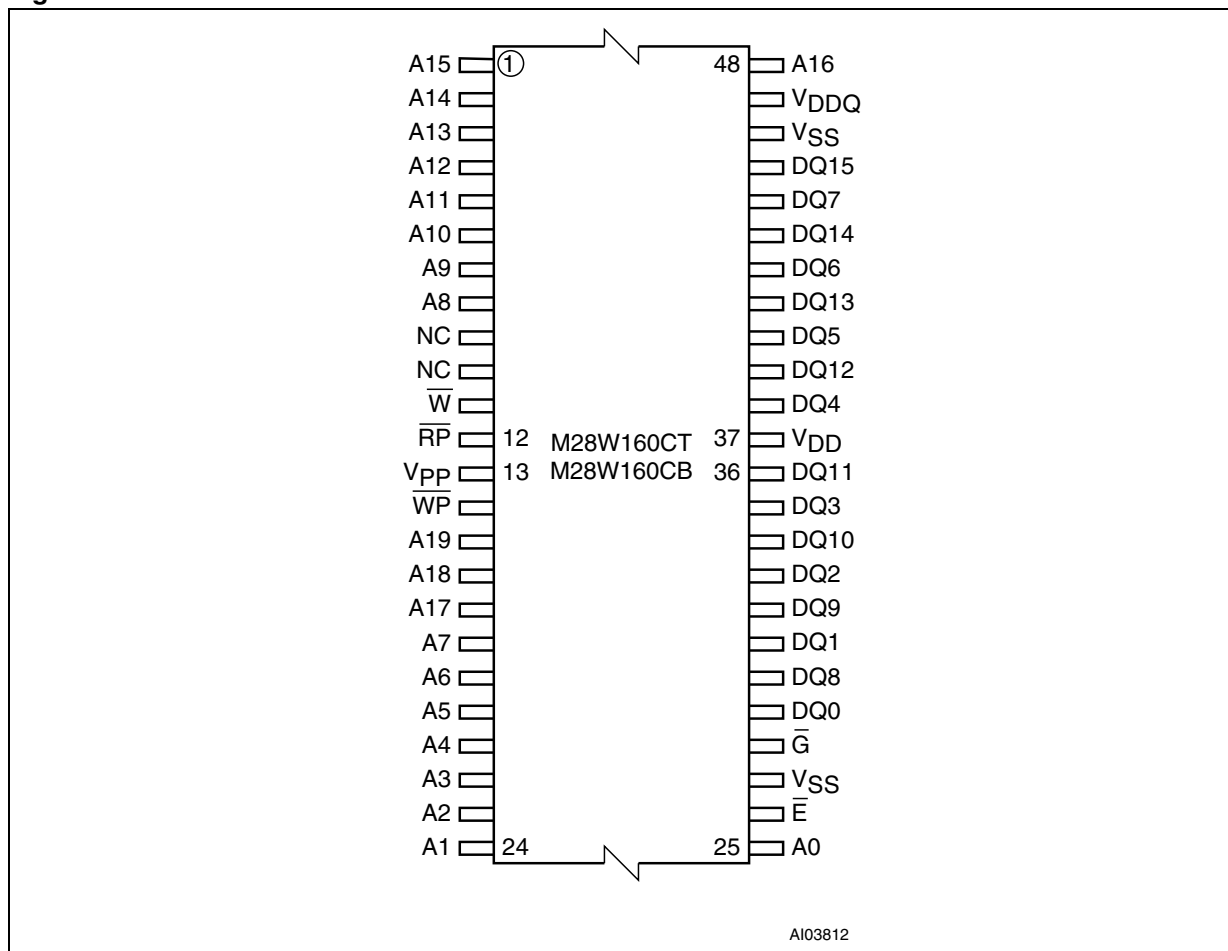 A15 1 48 A16
A14 VDDQ
A13 VSS
A12 DQ15
A11 DQ7
A10 DQ14
A9 DQ6
A8 DQ13
NC DQ5
NC DQ12
W̅ DQ4
R̅P̅ 12 M28W160CT 37 VDD
VPP 13 M28W160CB 36 DQ11
W̅P̅ DQ3
A19 DQ10
A18 DQ2
A17 DQ9
A7 DQ1
A6 DQ8
A5 DQ0
A4 G̅
A3 VSS
A2 E̅
A1 24 25 A0
AI03812